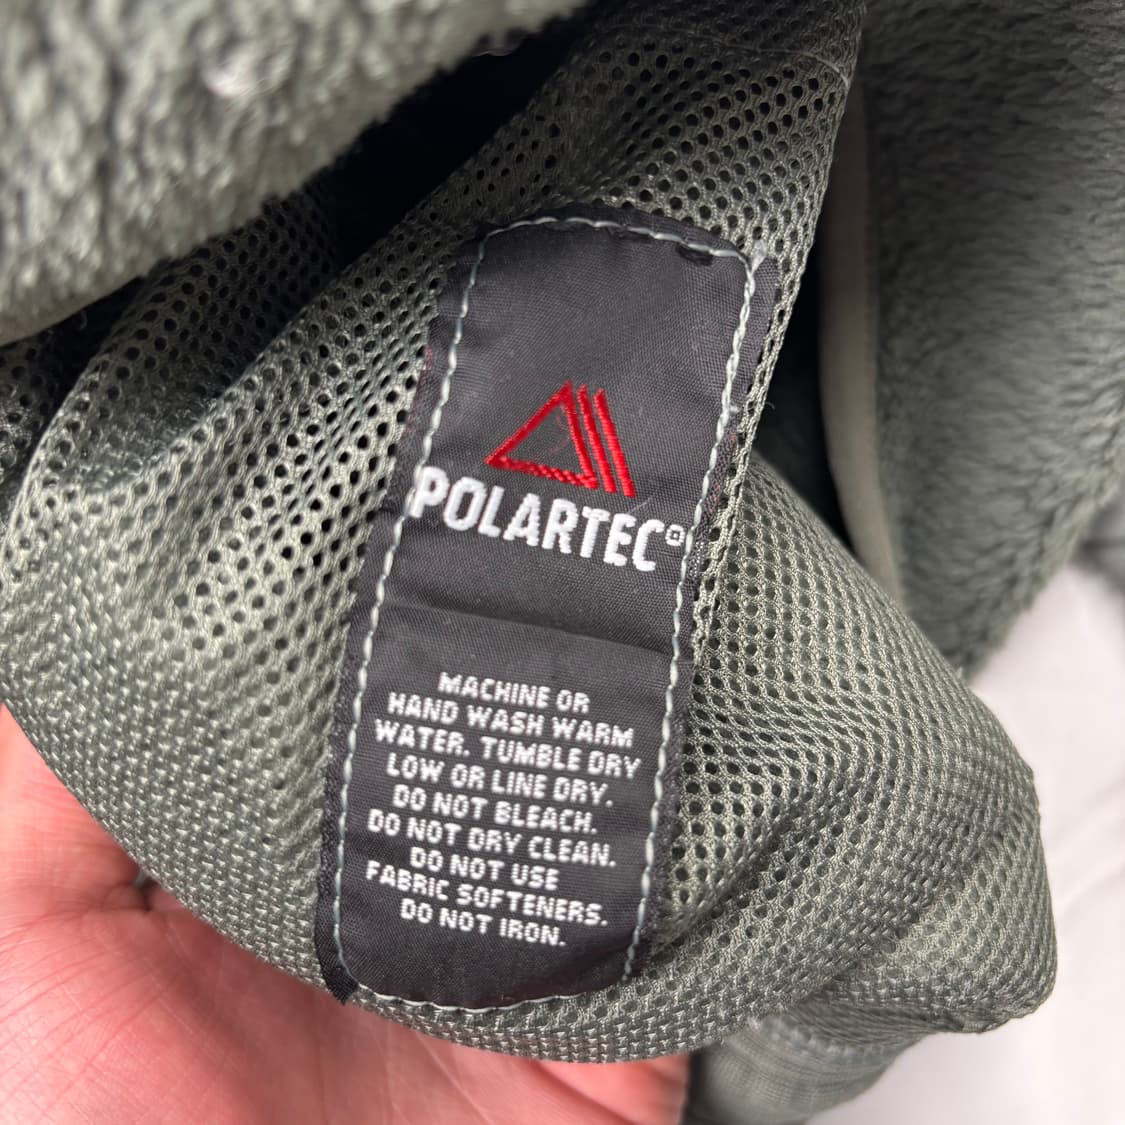 POLARTEC®
MACHINE OR
HAND WASH WARM
WATER. TUMBLE DRY
LOW OR LINE DRY.
DO NOT BLEACH.
DO NOT DRY CLEAN.
DO NOT USE
FABRIC SOFTENERS.
DO NOT IRON.